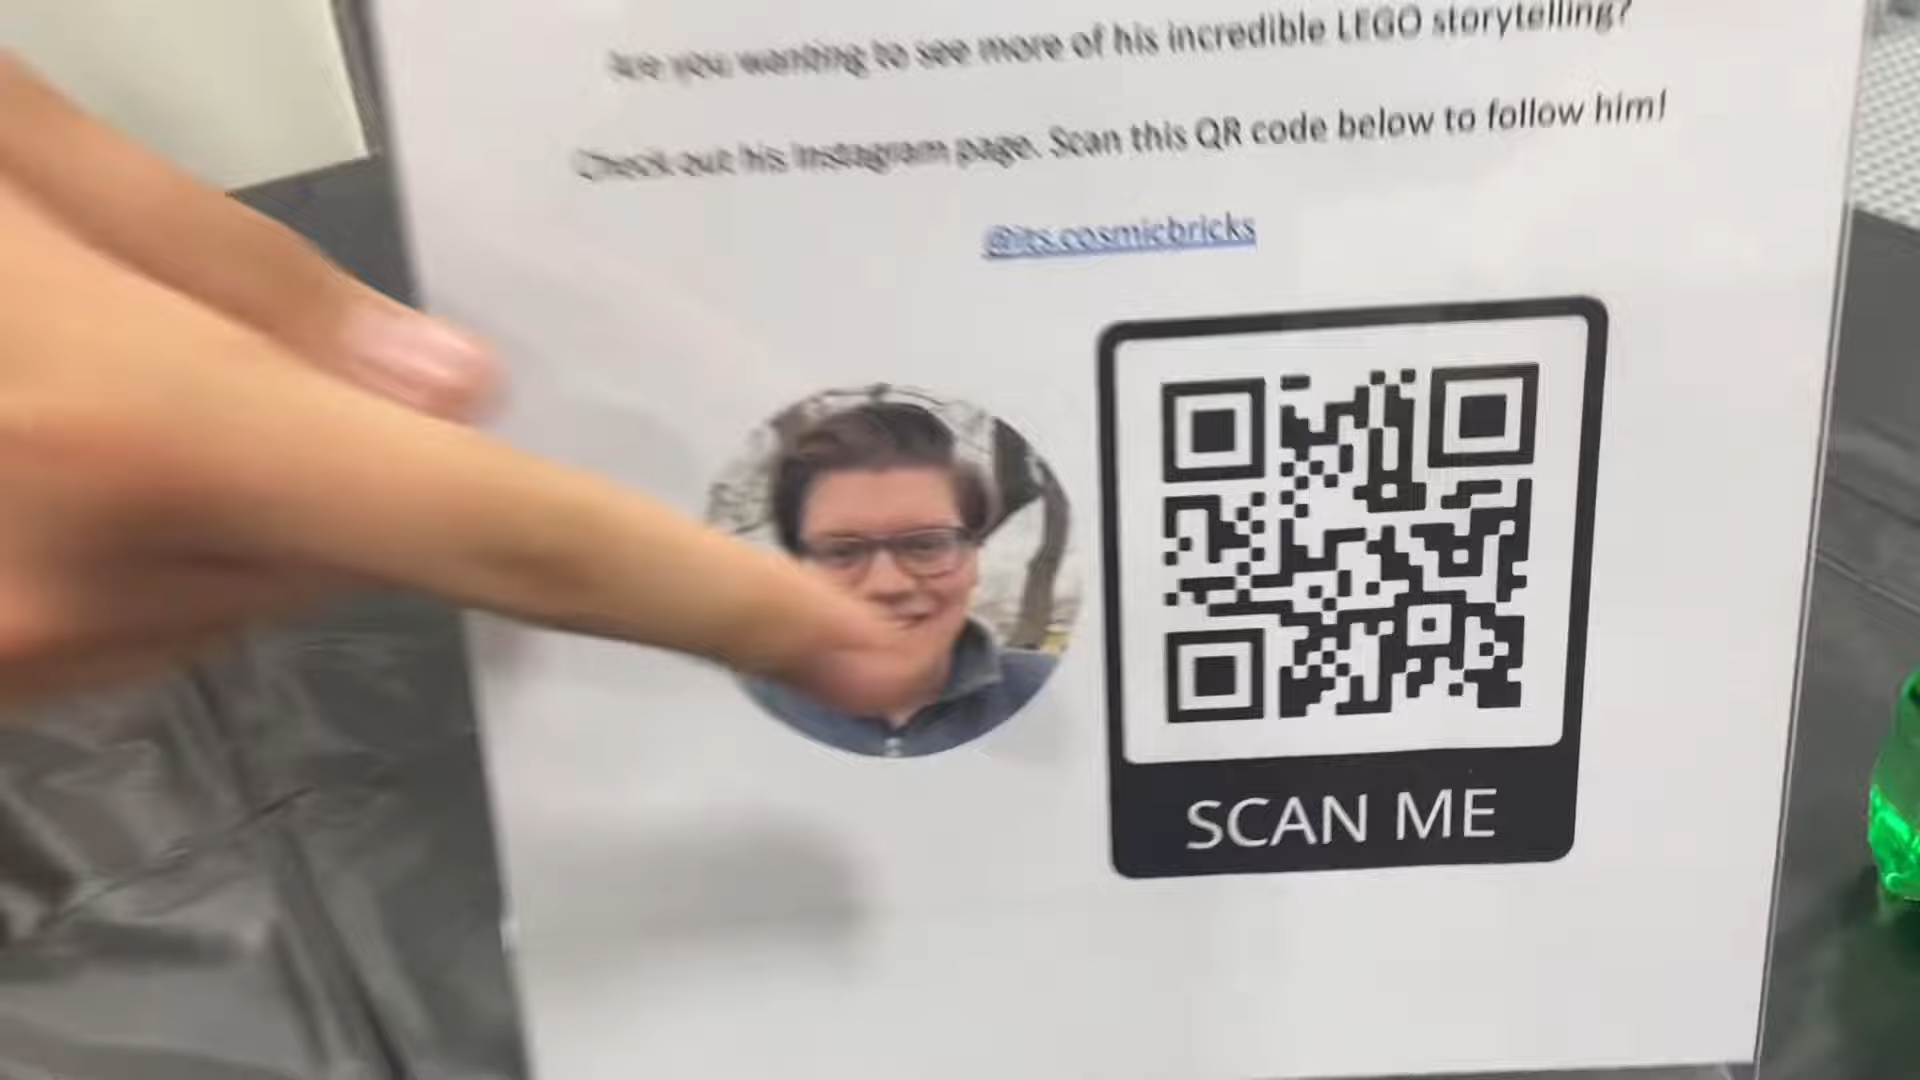 Are you wanting to see more of his incredible LEGO storytelling?
Check out his Instagram page. Scan this QR code below to follow him!
@its.cosmicbricks
SCAN ME